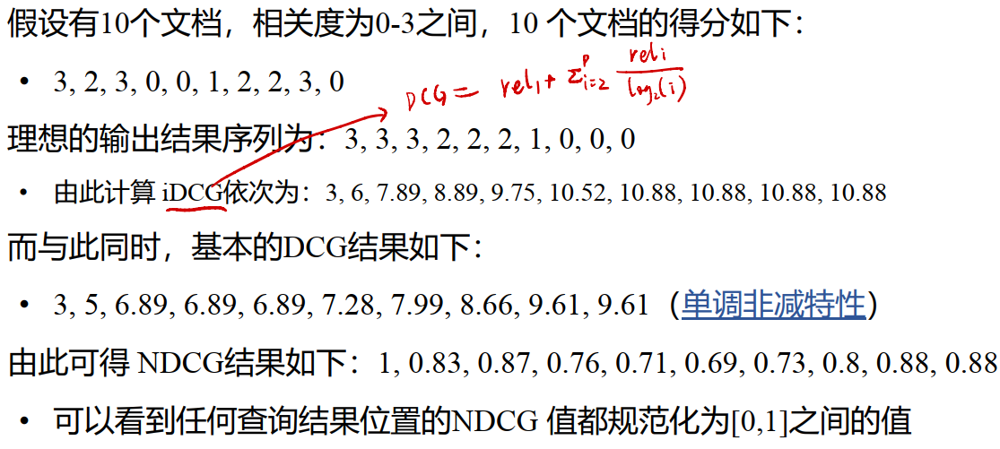 假设有10个文档，相关度为0-3之间，10 个文档的得分如下：
• 3, 2, 3, 0, 0, 1, 2, 2, 3, 0
DCG = rel₁ + Σᵖᵢ₌₂ relᵢ / log₂(i)
理想的输出结果序列为：3, 3, 3, 2, 2, 2, 1, 0, 0, 0
• 由此计算 iDCG依次为：3, 6, 7.89, 8.89, 9.75, 10.52, 10.88, 10.88, 10.88, 10.88
而与此同时，基本的DCG结果如下：
• 3, 5, 6.89, 6.89, 6.89, 7.28, 7.99, 8.66, 9.61, 9.61（单调非减特性）
由此可得 NDCG结果如下：1, 0.83, 0.87, 0.76, 0.71, 0.69, 0.73, 0.8, 0.88, 0.88
• 可以看到任何查询结果位置的NDCG 值都规范化为[0,1]之间的值